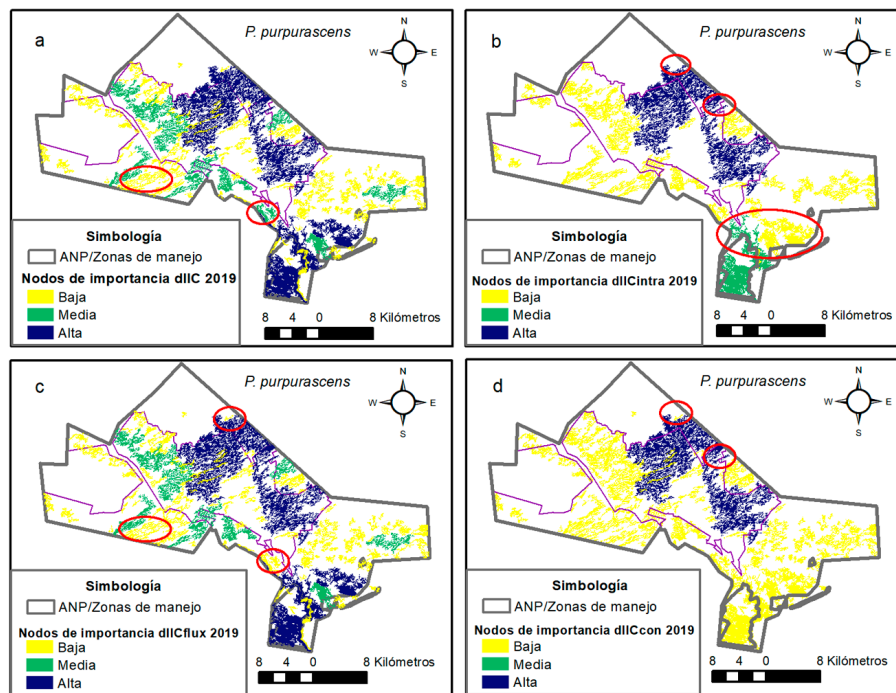 a
P. purpurascens
N
W E
S
Simbología
ANP/Zonas de manejo
Nodos de importancia dIIC 2019
Baja
Media
Alta
8 4 0 8 Kilómetros
b
P. purpurascens
N
W E
S
Simbología
ANP/Zonas de manejo
Nodos de importancia dIICintra 2019
Baja
Media
Alta
8 4 0 8 Kilómetros
c
P. purpurascens
N
W E
S
Simbología
ANP/Zonas de manejo
Nodos de importancia dIICflux 2019
Baja
Media
Alta
8 4 0 8 Kilómetros
d
P. purpurascens
N
W E
S
Simbología
ANP/Zonas de manejo
Nodos de importancia dIICcon 2019
Baja
Media
Alta
8 4 0 8 Kilómetros